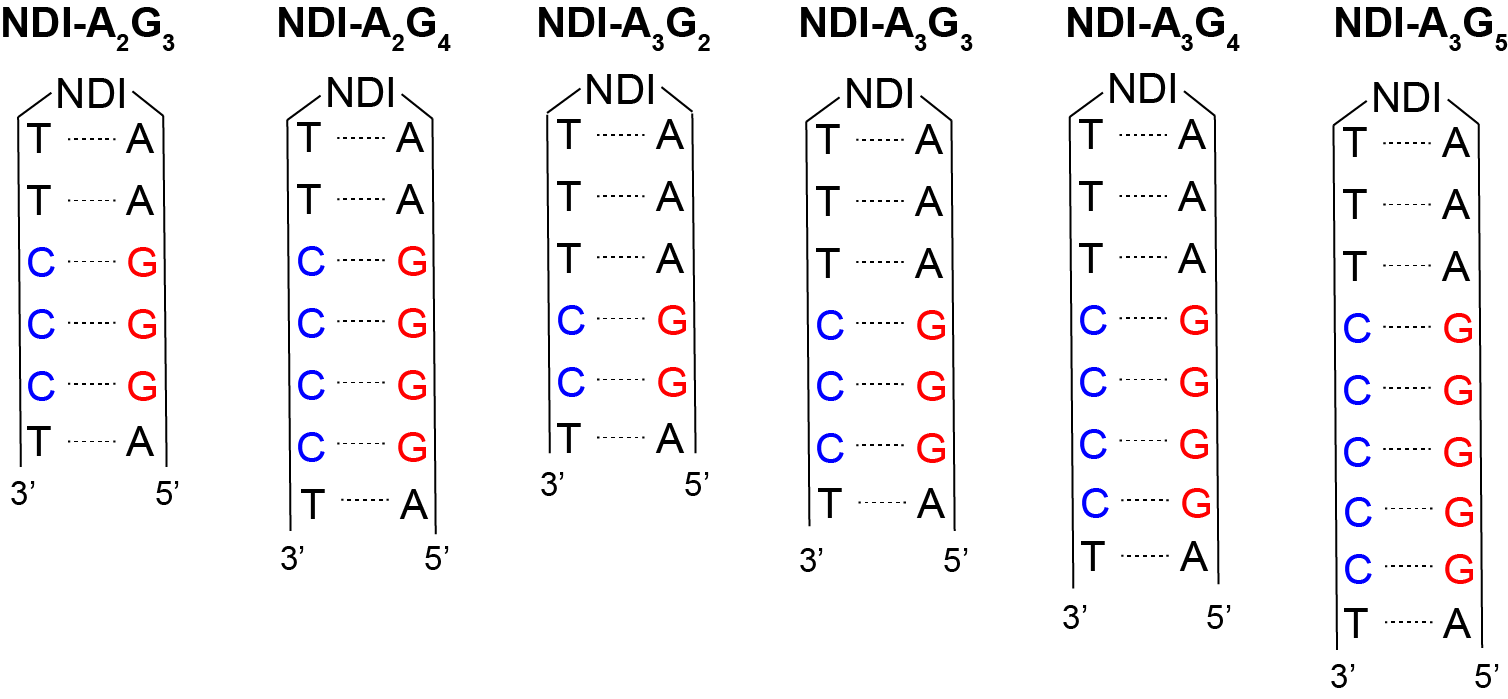 NDI-A₂G₃ NDI-A₂G₄ NDI-A₃G₂ NDI-A₃G₃ NDI-A₃G₄ NDI-A₃G₅
NDI NDI NDI NDI NDI NDI
T A T A T A T A T A T A
T A T A T A T A T A T A
C G C G T A T A T A T A
C G C G C G C G C G C G
C G C G C G C G C G C G
T A C G T A C G C G C G
3’ 5’ T A 3’ 5’ T A C G C G
3’ 5’ 3’ 5’ T A C G
3’ 5’ T A
3’ 5’